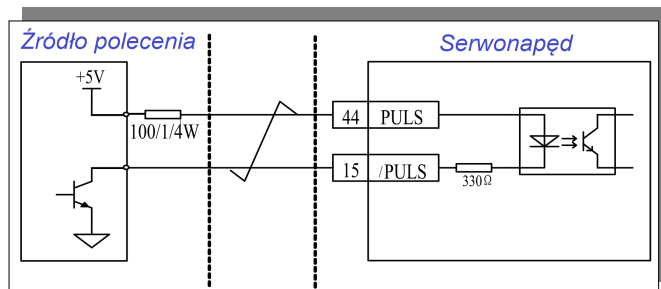 Źródło polecenia
Serwonapęd
+5V
100/1/4W
44 PULS
15 /PULS
330Ω